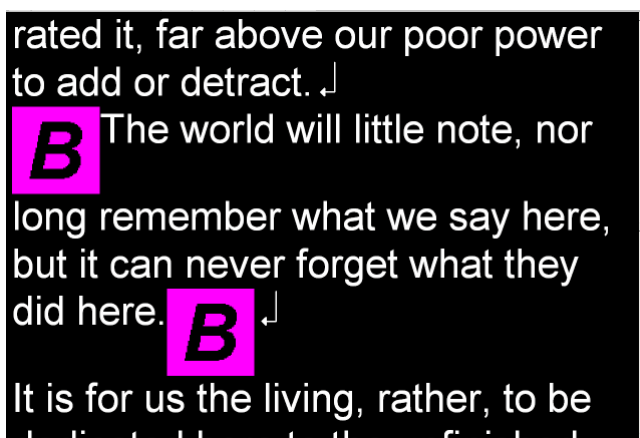 rated it, far above our poor power
to add or detract. ↲
B The world will little note, nor
long remember what we say here,
but it can never forget what they
did here. B ↲
It is for us the living, rather, to be